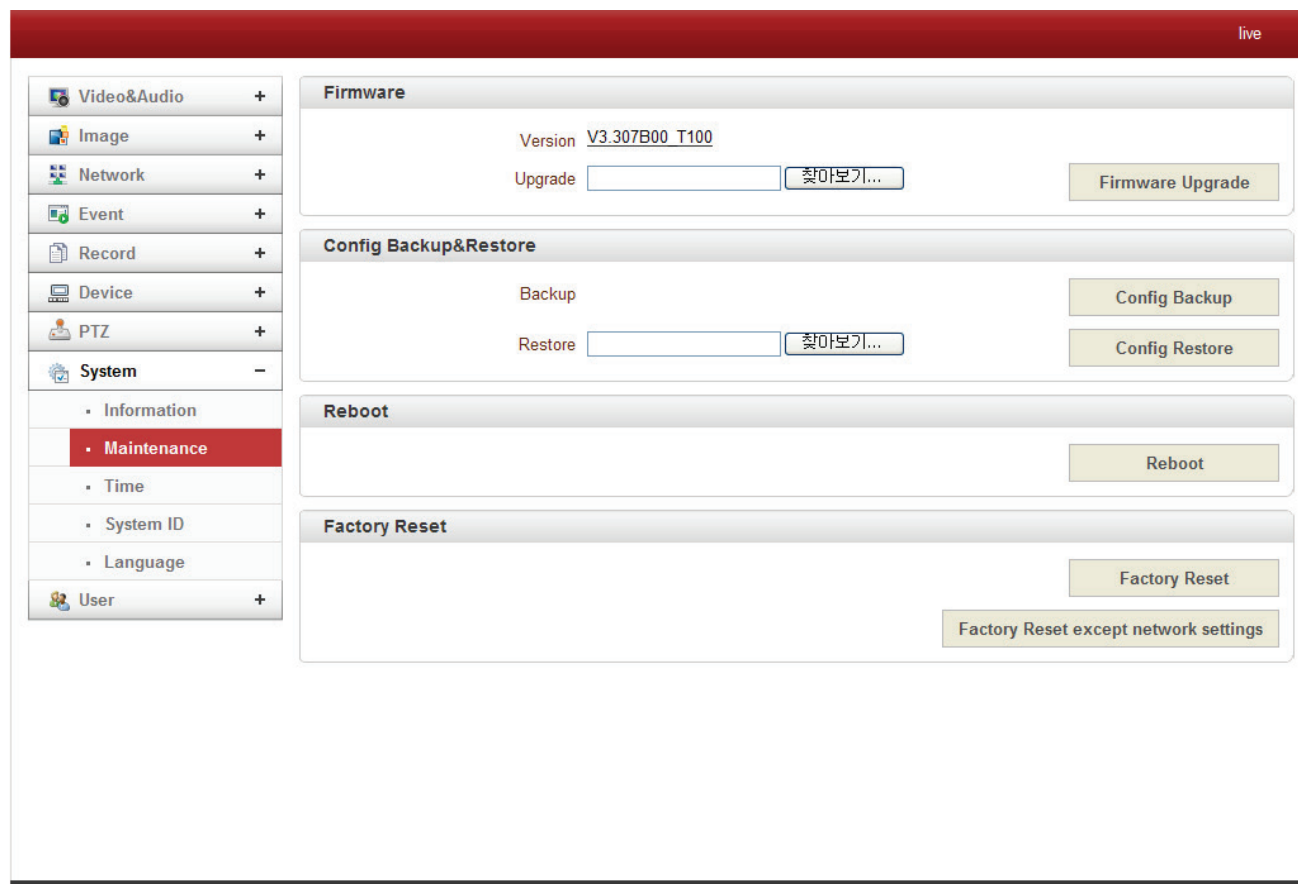 live
Video&Audio +
Image +
Network +
Event +
Record +
Device +
PTZ +
System −
Information
Maintenance
Time
System ID
Language
User +
Firmware
Version V3.307B00_T100
Upgrade 찾아보기... Firmware Upgrade
Config Backup&Restore
Backup Config Backup
Restore 찾아보기... Config Restore
Reboot
Reboot
Factory Reset
Factory Reset
Factory Reset except network settings